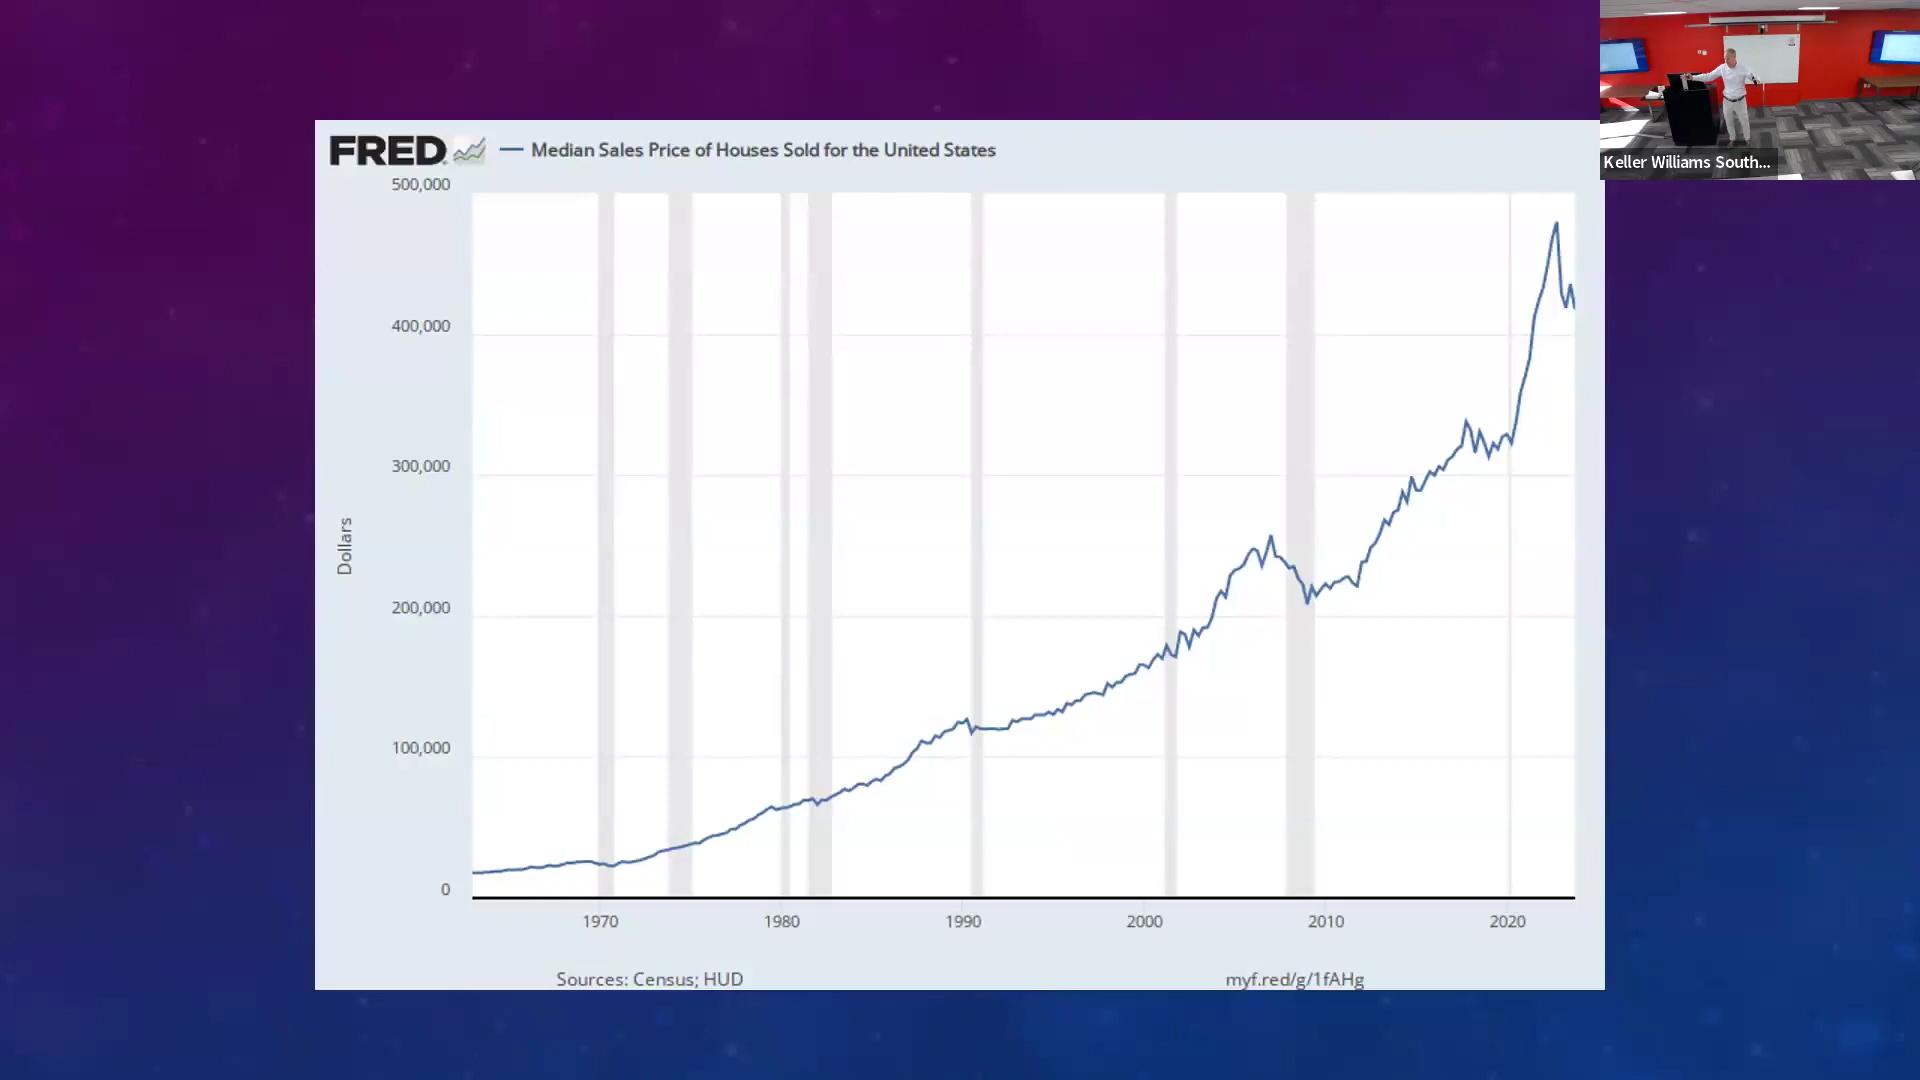 FRED
Median Sales Price of Houses Sold for the United States
Keller Williams South...
500,000
400,000
300,000
200,000
100,000
0
Dollars
1970 1980 1990 2000 2010 2020
Sources: Census; HUD
myf.red/g/1fAHg